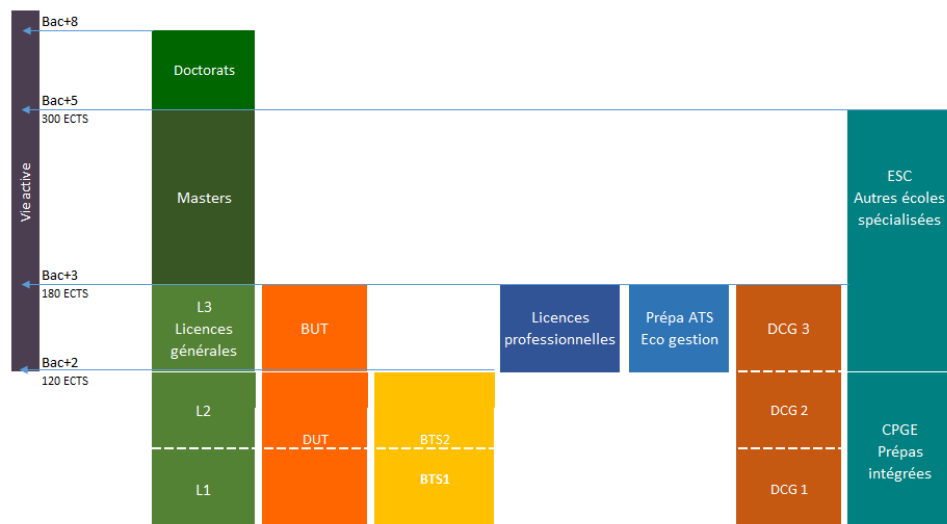 Bac+8
Doctorats
Bac+5
300 ECTS
Vie active
Masters
ESC
Autres écoles
spécialisées
Bac+3
180 ECTS
L3
Licences
générales
BUT
Licences
professionnelles
Prépa ATS
Eco gestion
DCG 3
Bac+2
120 ECTS
L2
DUT
BTS2
DCG 2
CPGE
Prépas
intégrées
L1
BTS1
DCG 1